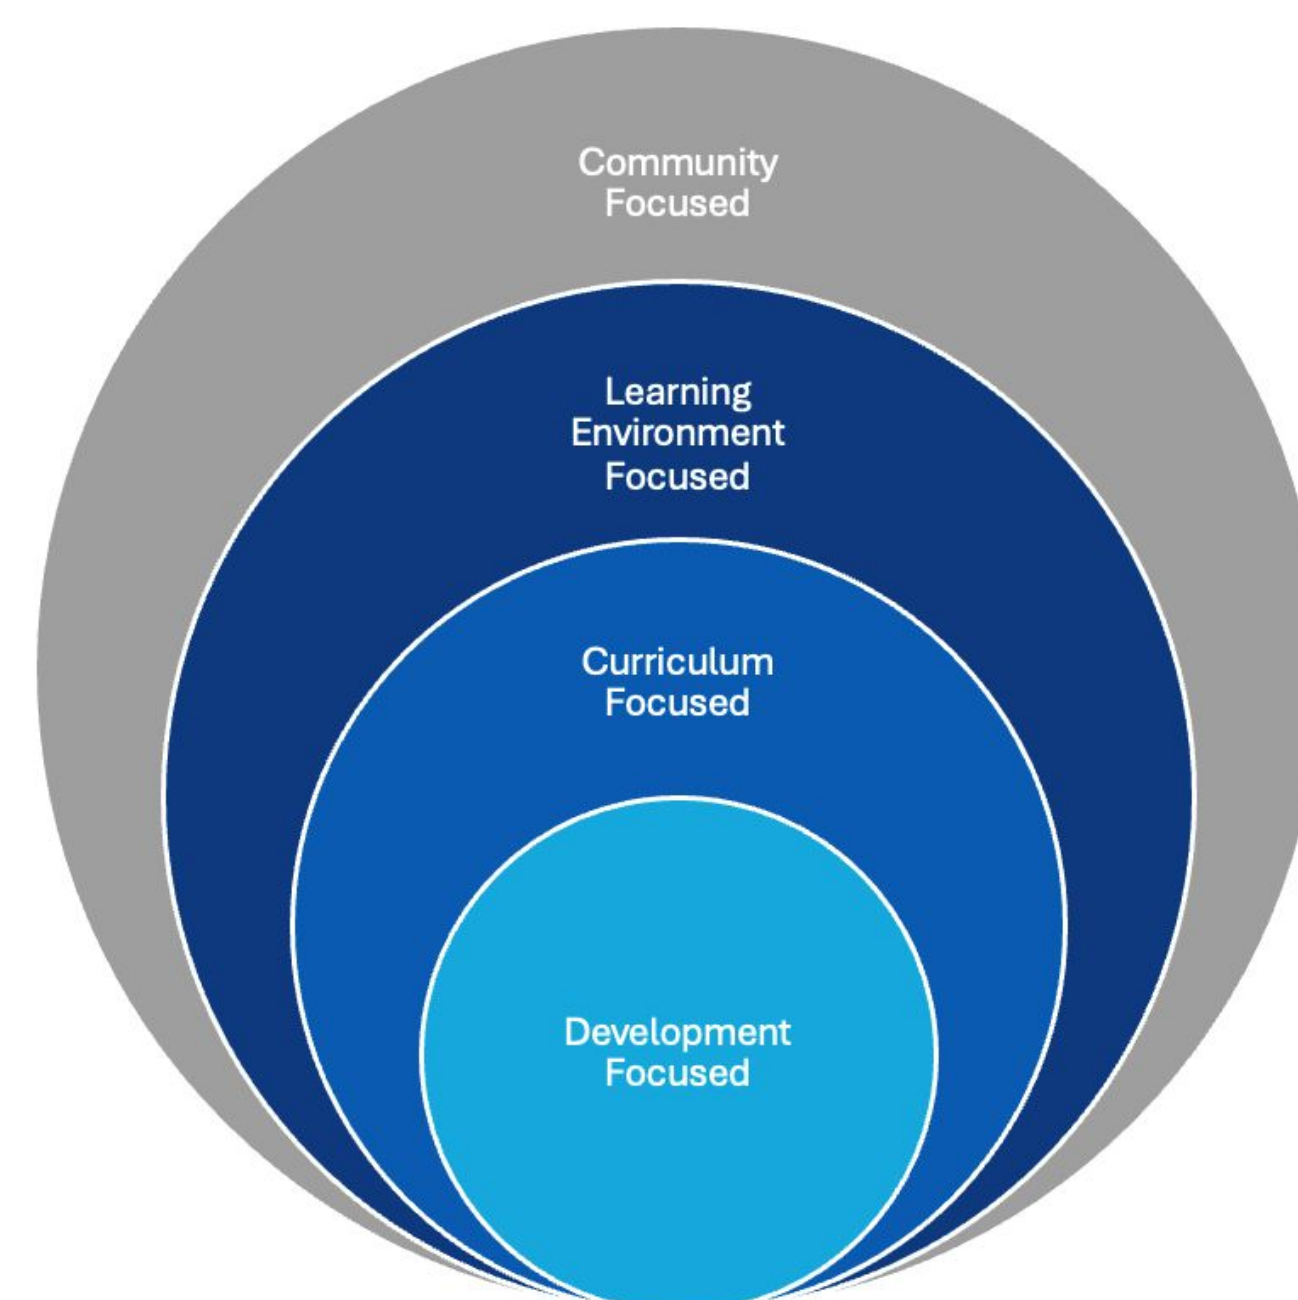 Community
Focused
Learning
Environment
Focused
Curriculum
Focused
Development
Focused